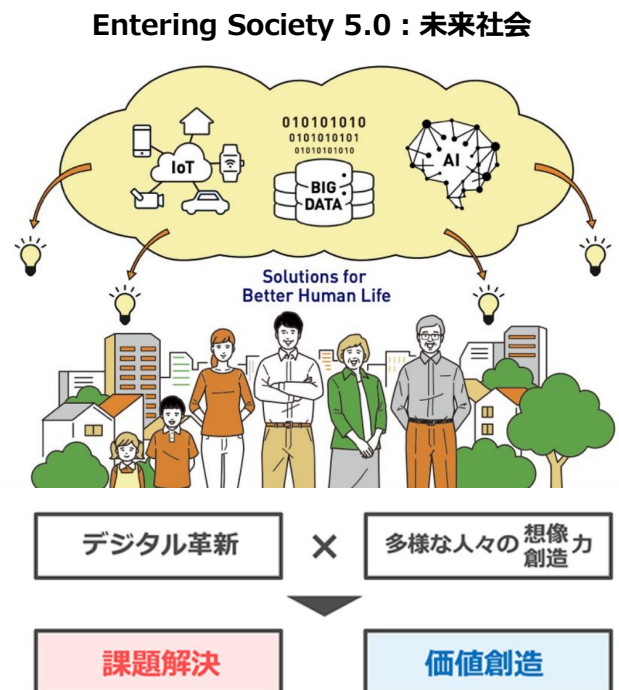 Entering Society 5.0：未来社会
010101010
0101010101
01010101010
IoT
BIG
DATA
AI
Solutions for
Better Human Life
デジタル革新
×
多様な人々の想像
創造力
課題解決
価値創造